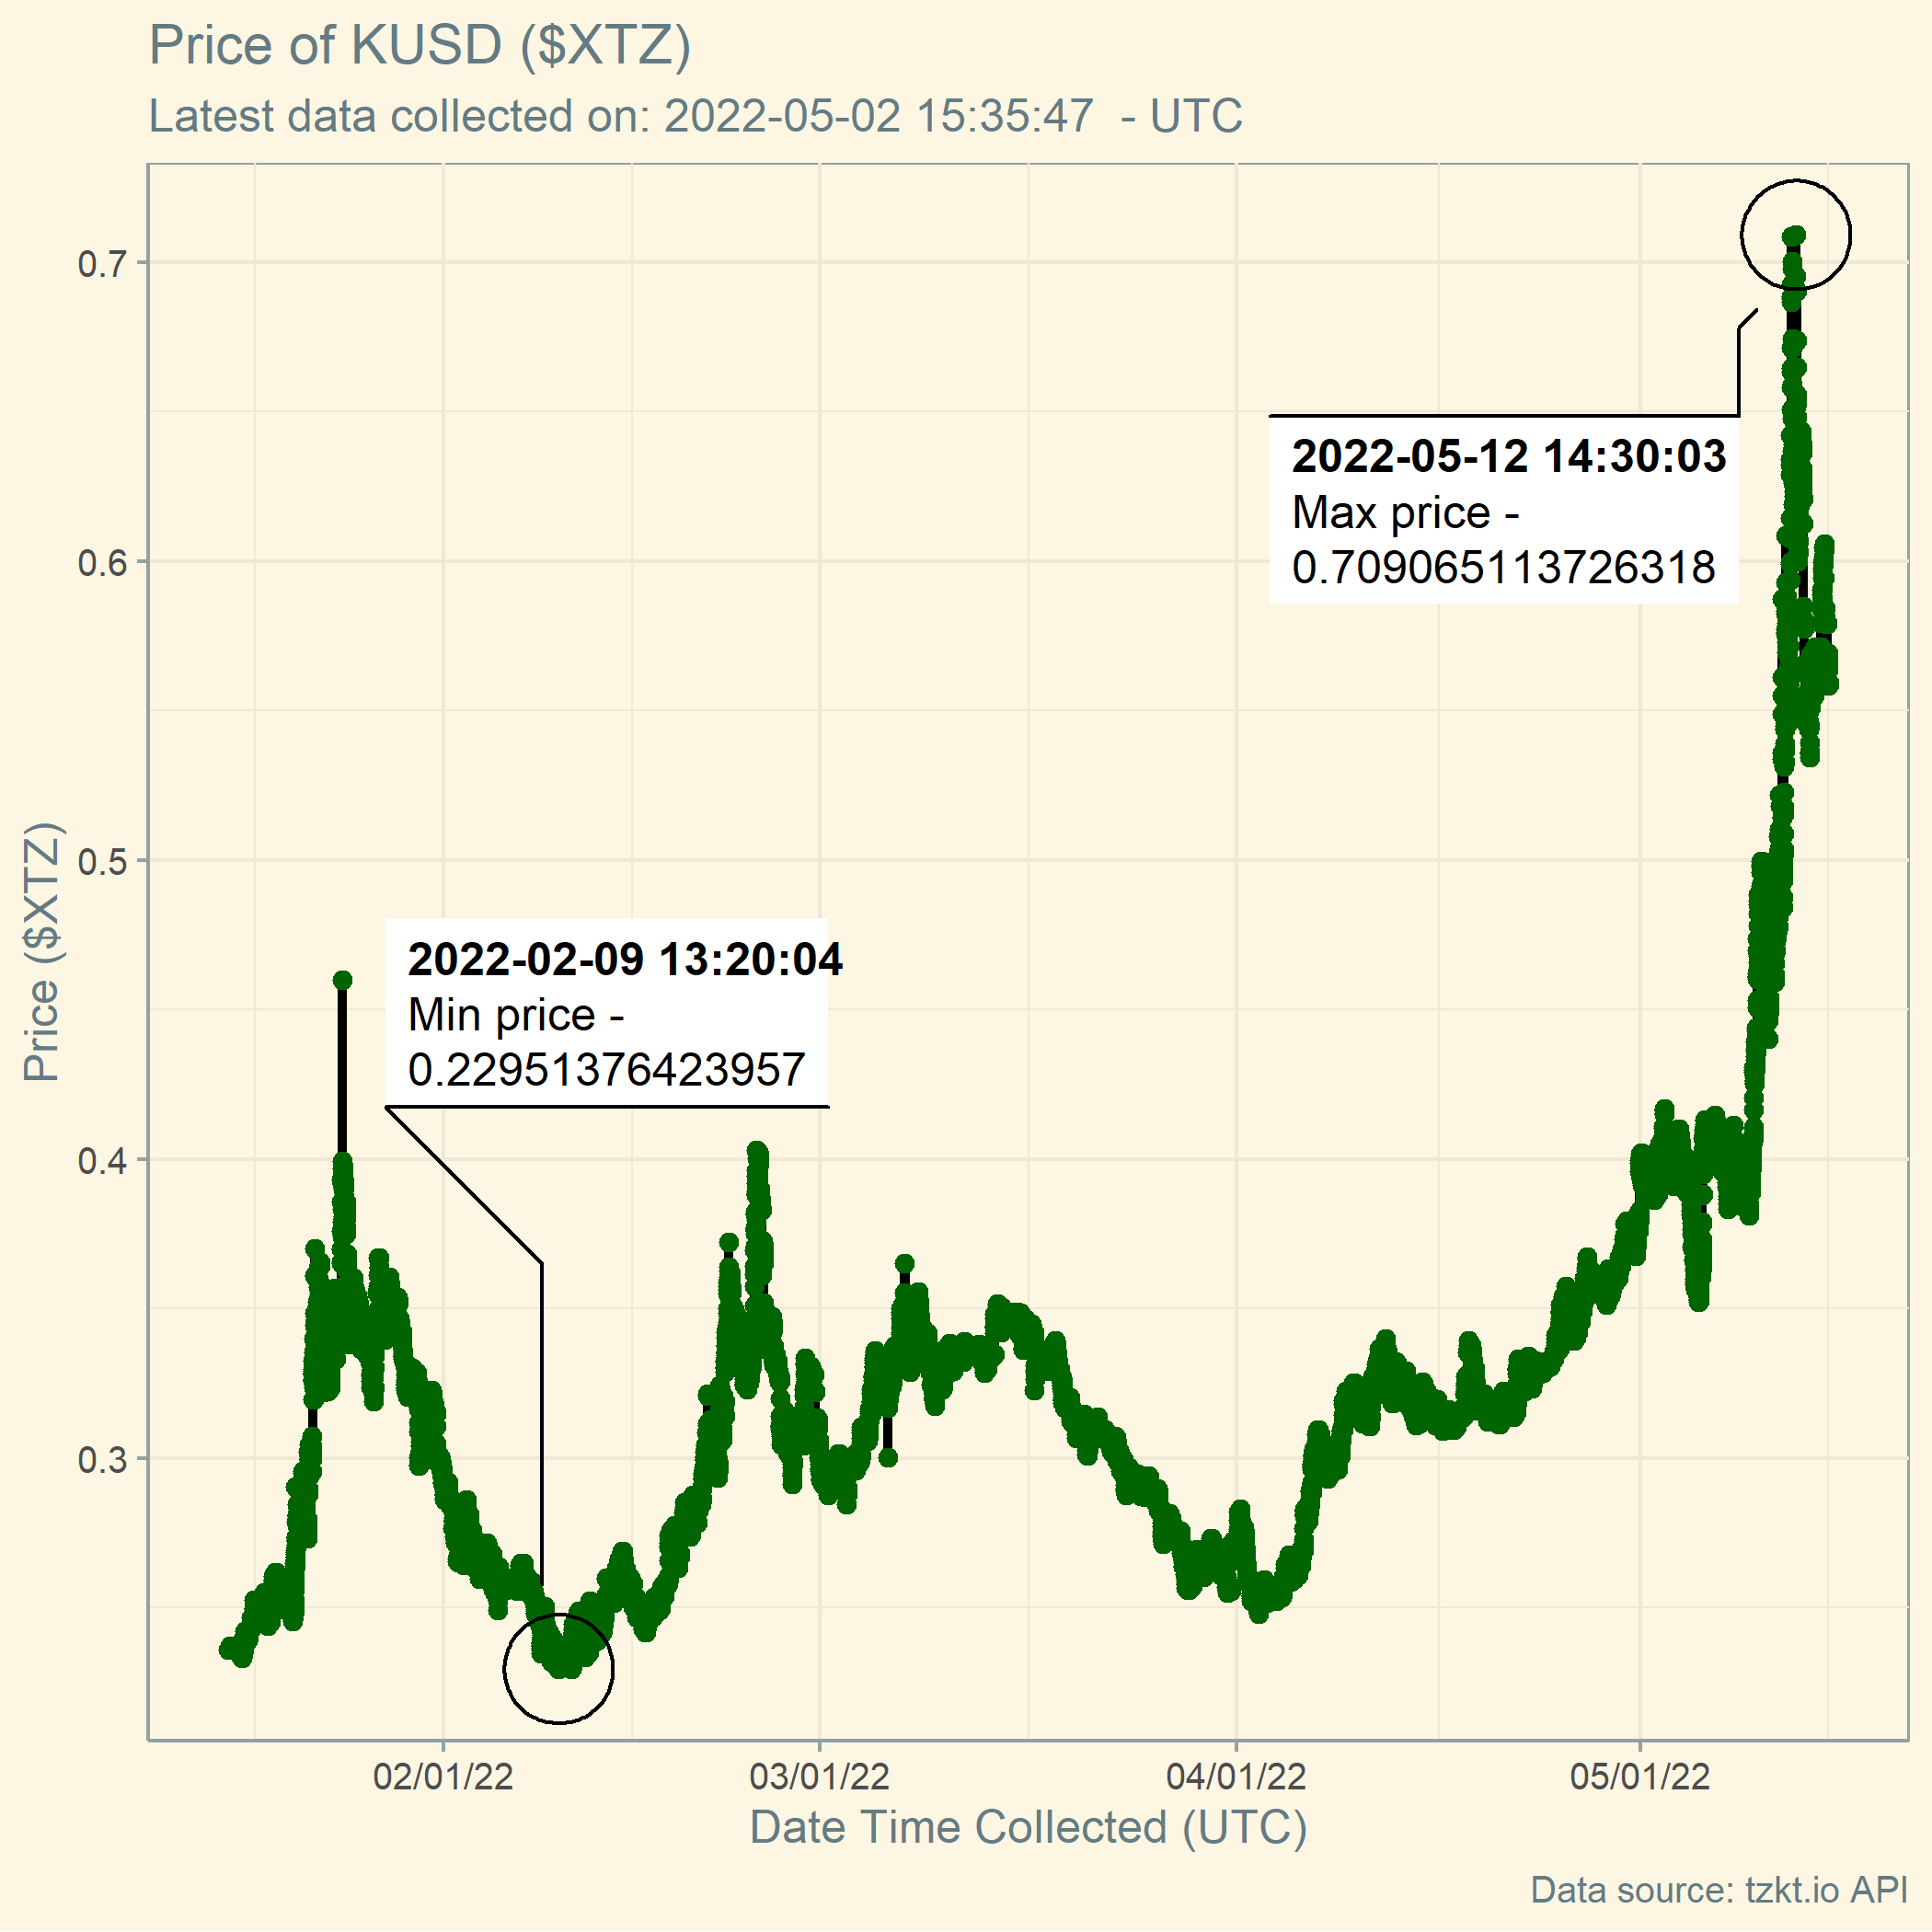 Price of KUSD ($XTZ)
Latest data collected on: 2022-05-02 15:35:47  - UTC
0.7
0.6
0.5
0.4
0.3
Price ($XTZ)
2022-05-12 14:30:03
Max price -
0.709065113726318
2022-02-09 13:20:04
Min price -
0.22951376423957
02/01/22
03/01/22
04/01/22
05/01/22
Date Time Collected (UTC)
Data source: tzkt.io API